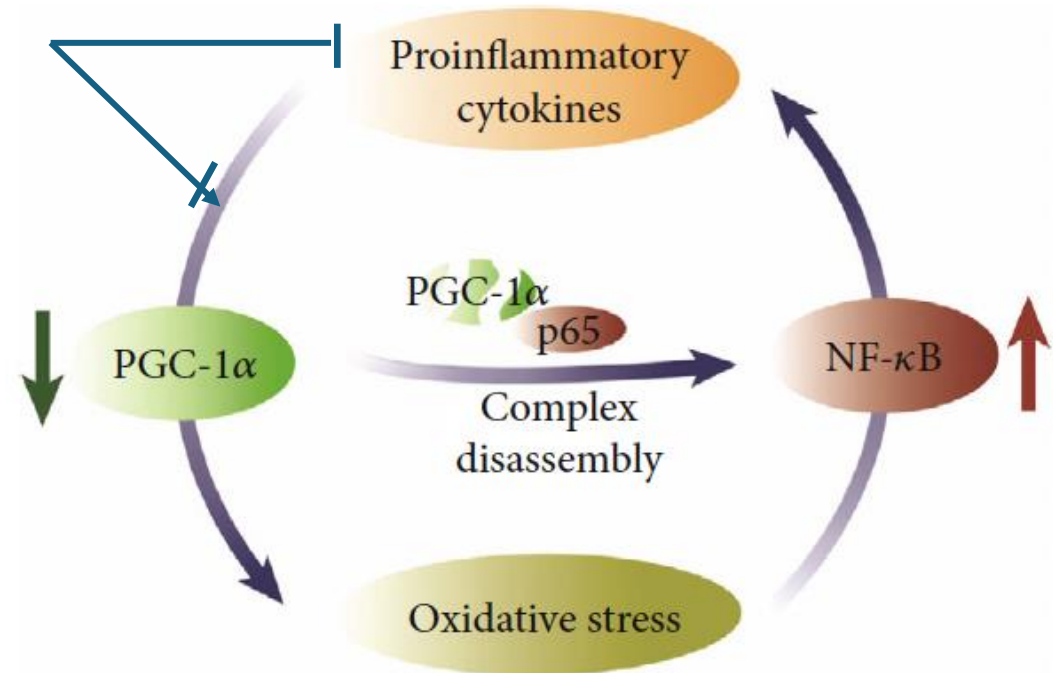 Proinflammatory
cytokines
PGC-1α
p65
PGC-1α
NF-κB
Complex
disassembly
Oxidative stress